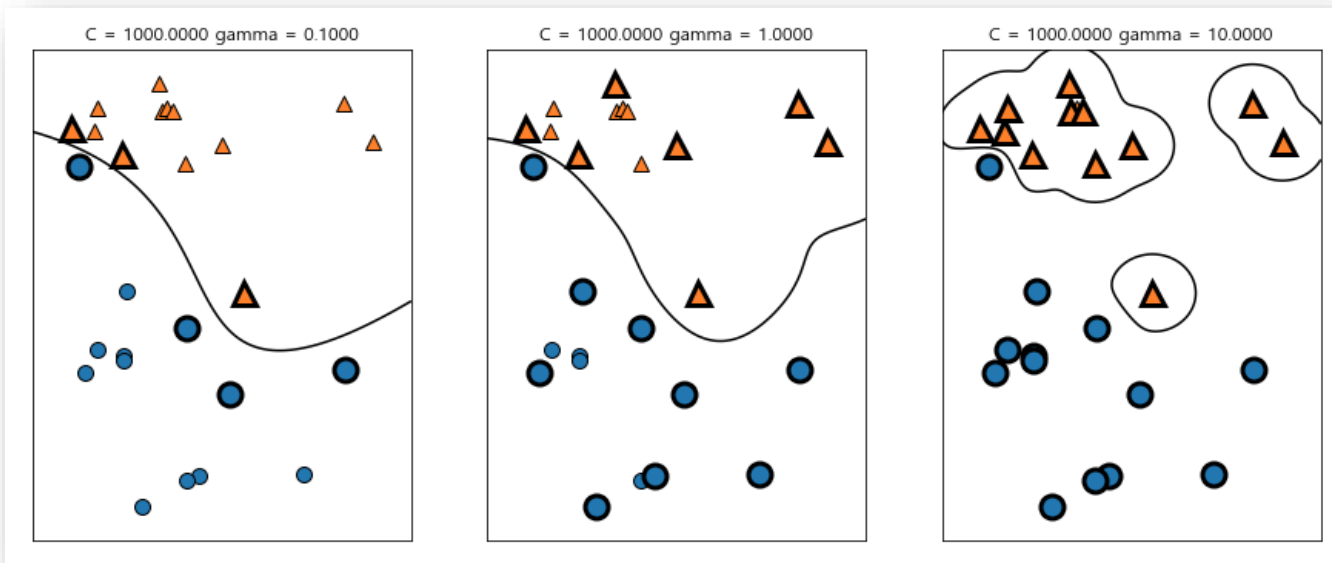 C = 1000.0000 gamma = 0.1000
C = 1000.0000 gamma = 1.0000
C = 1000.0000 gamma = 10.0000